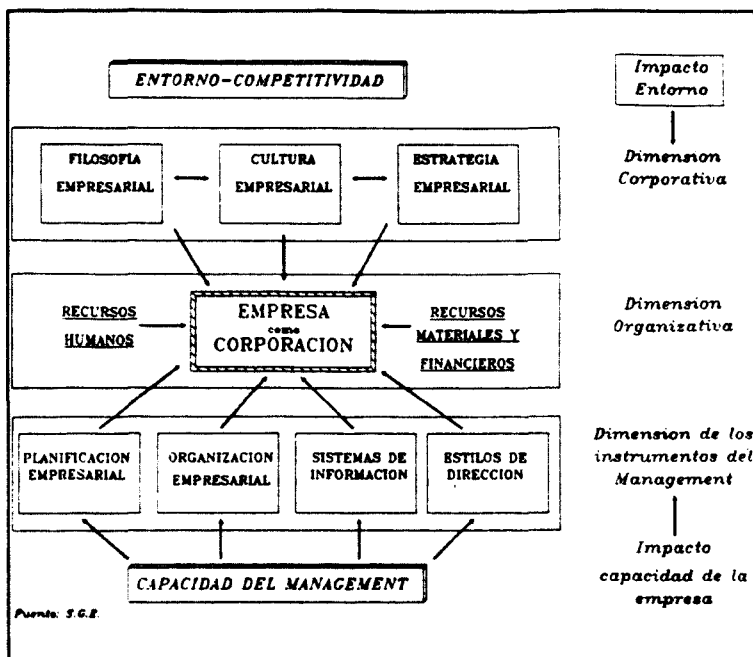 ENTORNO-COMPETITIVIDAD
Impacto
Entorno
FILOSOFIA
EMPRESARIAL
CULTURA
EMPRESARIAL
ESTRATEGIA
EMPRESARIAL
Dimension
Corporativa
RECURSOS
HUMANOS
EMPRESA
como
CORPORACION
RECURSOS
MATERIALES Y
FINANCIEROS
Dimension
Organizativa
PLANIFICACION
EMPRESARIAL
ORGANIZACION
EMPRESARIAL
SISTEMAS DE
INFORMACION
ESTILOS DE
DIRECCION
Dimension de los
instrumentos del
Management
CAPACIDAD DEL MANAGEMENT
Impacto
capacidad de la
empresa
Fuente: S.G.E.